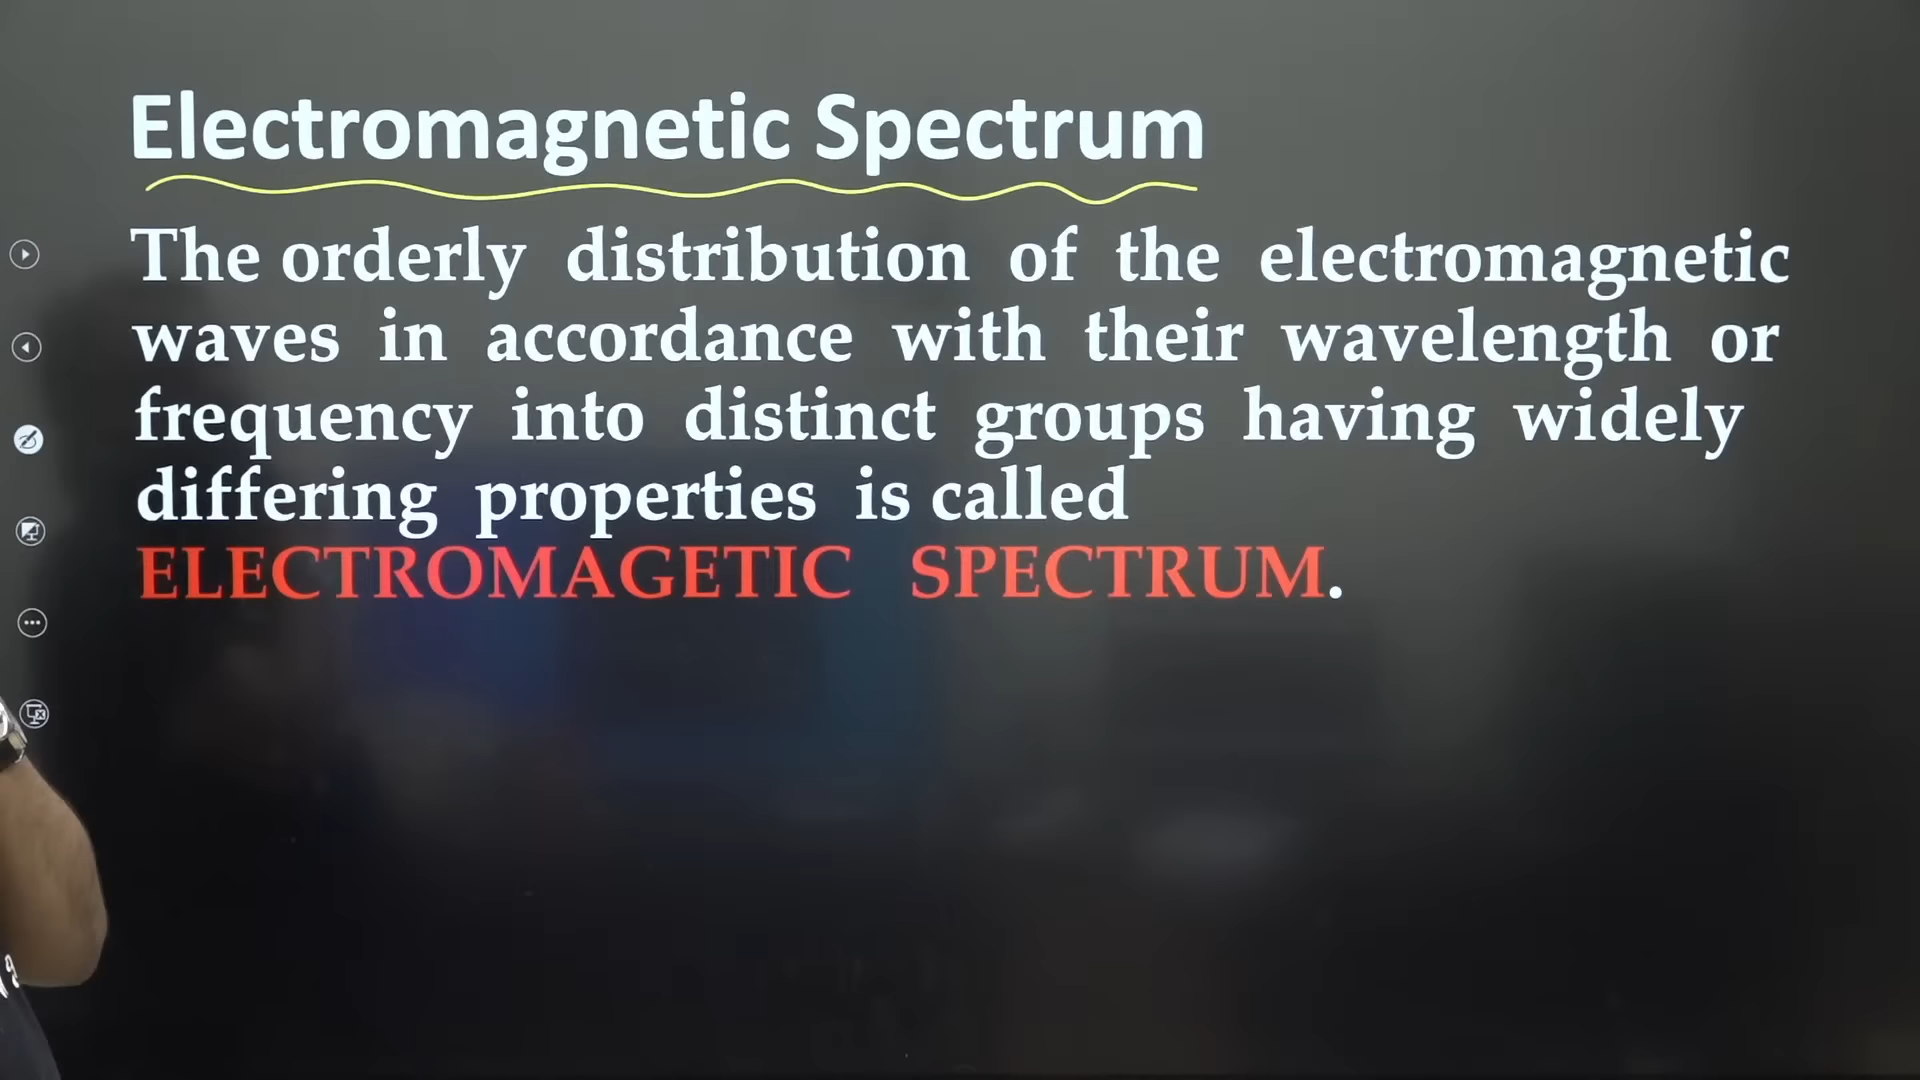 Electromagnetic Spectrum
The orderly distribution of the electromagnetic
waves in accordance with their wavelength or
frequency into distinct groups having widely
differing properties is called
ELECTROMAGETIC SPECTRUM.